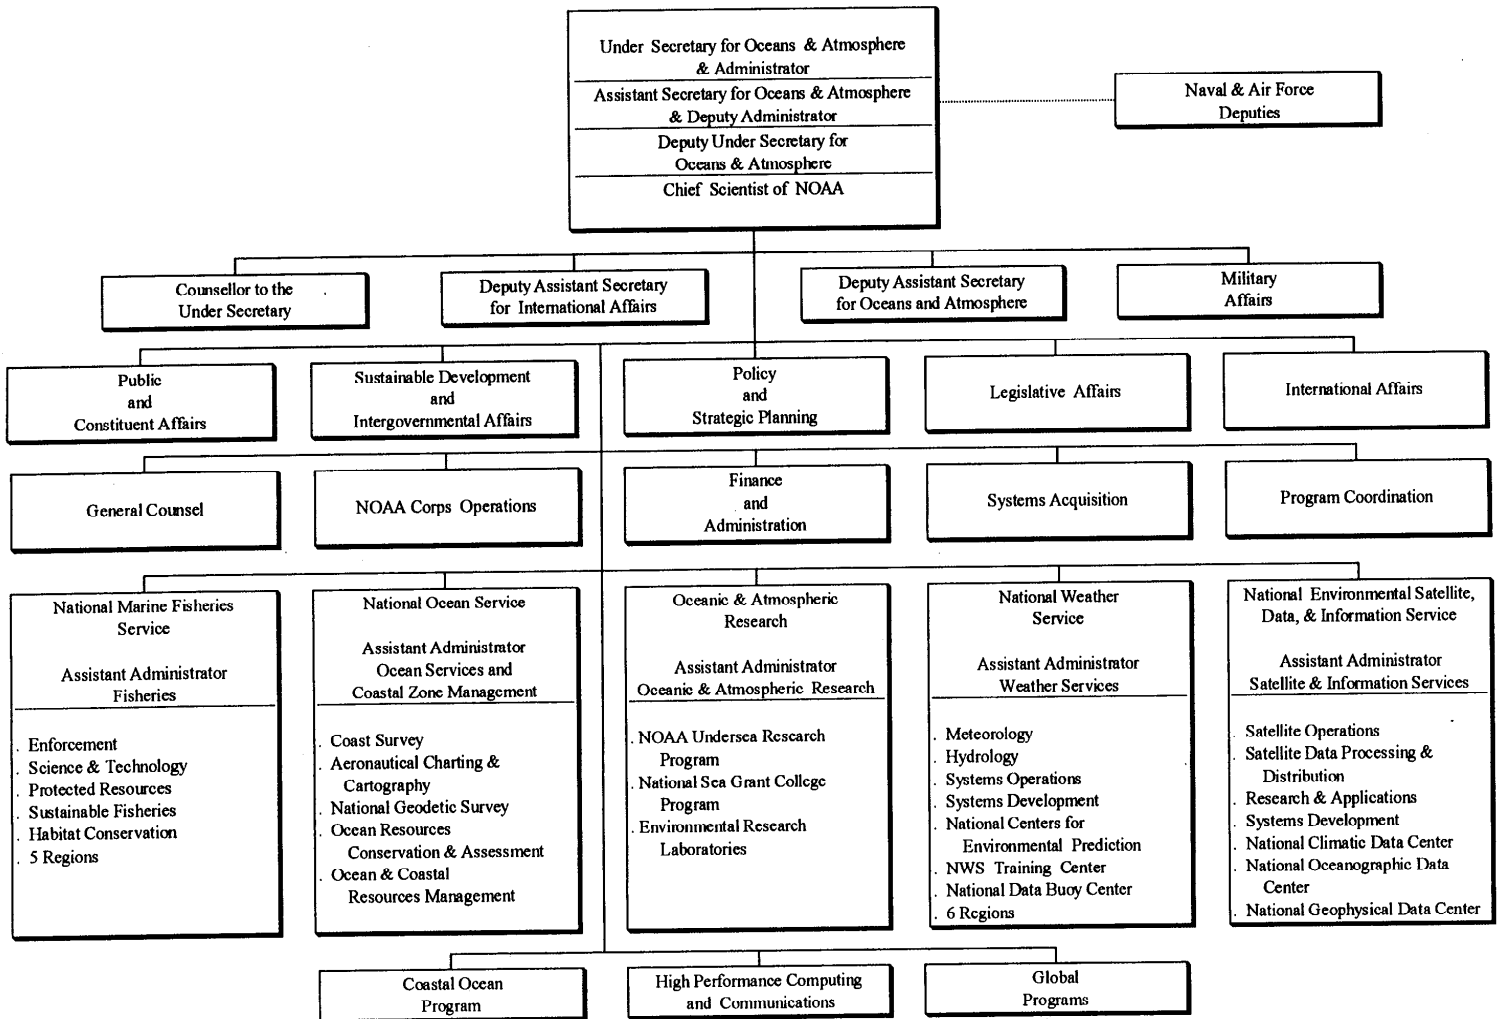 Under Secretary for Oceans & Atmosphere
& Administrator
Assistant Secretary for Oceans & Atmosphere
& Deputy Administrator
Deputy Under Secretary for
Oceans & Atmosphere
Chief Scientist of NOAA
Naval & Air Force
Deputies
Counsellor to the
Under Secretary
Deputy Assistant Secretary
for International Affairs
Deputy Assistant Secretary
for Oceans and Atmosphere
Military
Affairs
Public
and
Constituent Affairs
Sustainable Development
and
Intergovernmental Affairs
Policy
and
Strategic Planning
Legislative Affairs
International Affairs
General Counsel
NOAA Corps Operations
Finance
and
Administration
Systems Acquisition
Program Coordination
National Marine Fisheries
Service
Assistant Administrator
Fisheries
. Enforcement
. Science & Technology
. Protected Resources
. Sustainable Fisheries
. Habitat Conservation
. 5 Regions
National Ocean Service
Assistant Administrator
Ocean Services and
Coastal Zone Management
. Coast Survey
. Aeronautical Charting &
Cartography
. National Geodetic Survey
. Ocean Resources
Conservation & Assessment
. Ocean & Coastal
Resources Management
Oceanic & Atmospheric
Research
Assistant Administrator
Oceanic & Atmospheric Research
. NOAA Undersea Research
Program
. National Sea Grant College
Program
. Environmental Research
Laboratories
National Weather
Service
Assistant Administrator
Weather Services
. Meteorology
. Hydrology
. Systems Operations
. Systems Development
. National Centers for
Environmental Prediction
. NWS Training Center
. National Data Buoy Center
. 6 Regions
National Environmental Satellite,
Data, & Information Service
Assistant Administrator
Satellite & Information Services
. Satellite Operations
. Satellite Data Processing &
Distribution
. Research & Applications
. Systems Development
. National Climatic Data Center
. National Oceanographic Data
Center
. National Geophysical Data Center
Coastal Ocean
Program
High Performance Computing
and Communications
Global
Programs